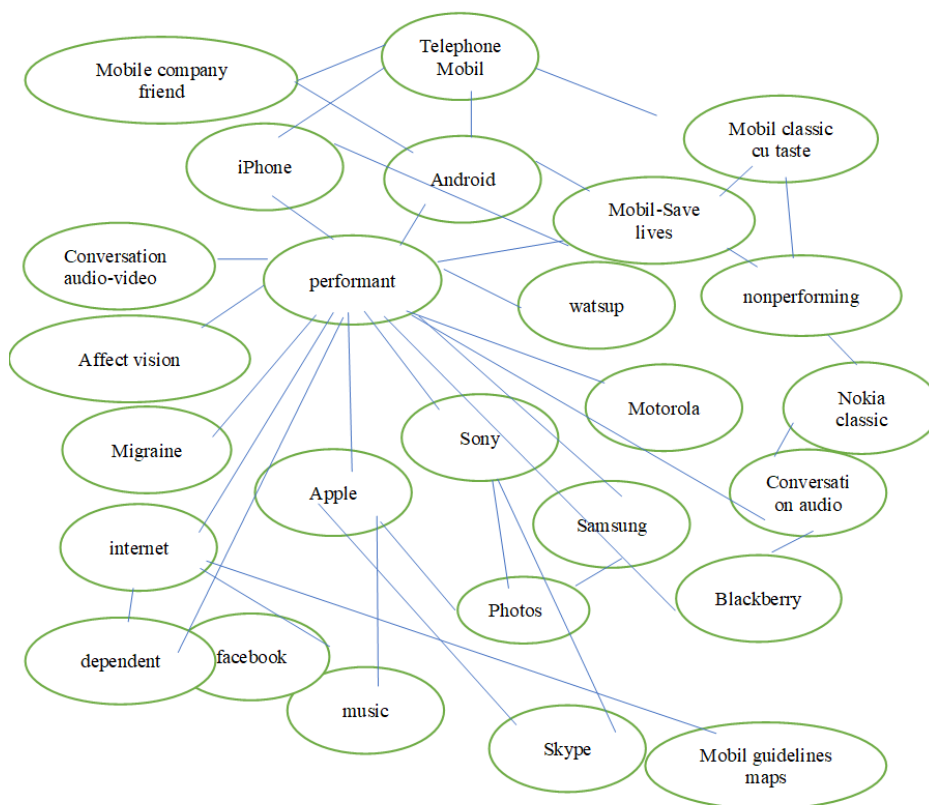 Telephone
Mobil
Mobile company
friend
Mobil classic
cu taste
iPhone
Android
Mobil-Save
lives
Conversation
audio-video
performant
watsup
nonperforming
Affect vision
Motorola
Nokia
classic
Sony
Migraine
Apple
Conversati
on audio
Samsung
internet
Blackberry
Photos
dependent
facebook
music
Skype
Mobil guidelines
maps